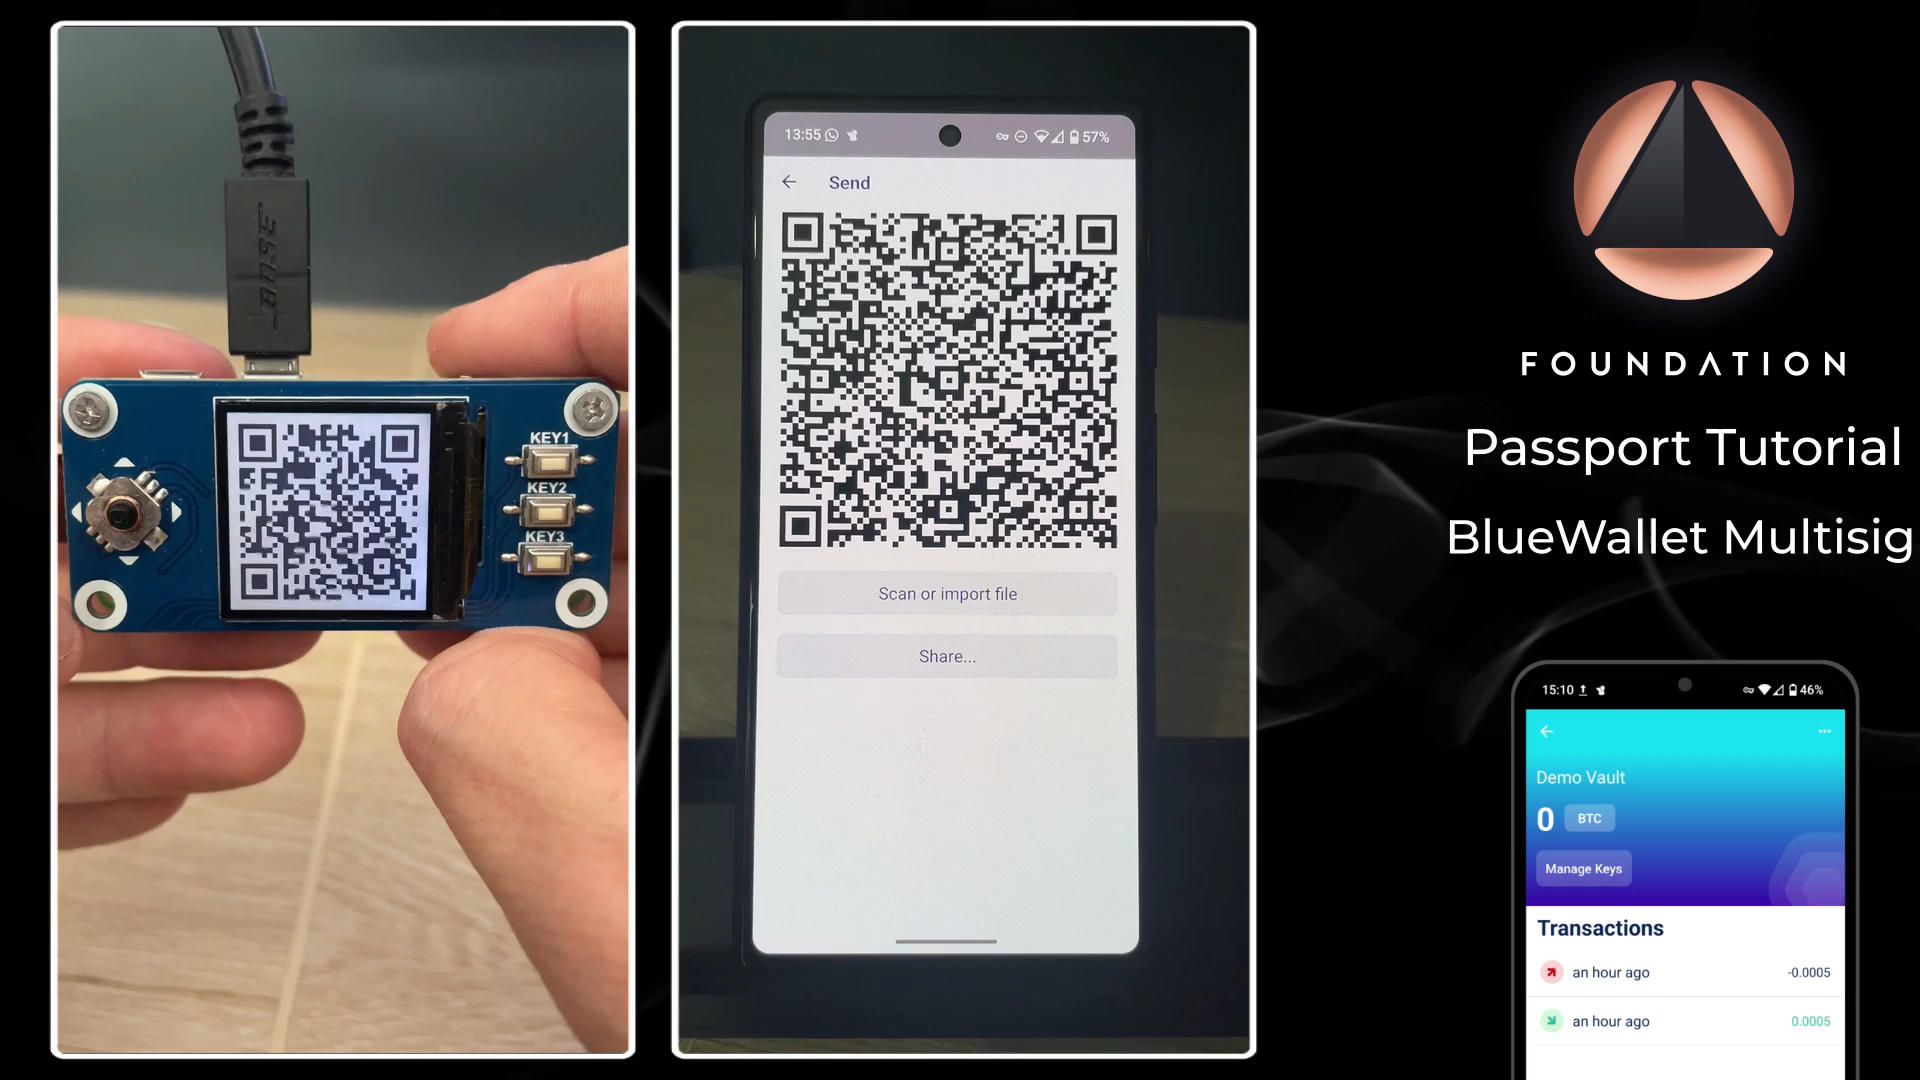 BOSE
KEY1
KEY2
KEY3
13:55
57%
Send
Scan or import file
Share...
FOUNDATION
Passport Tutorial
BlueWallet Multisig
15:10
46%
Demo Vault
0 BTC
Manage Keys
Transactions
an hour ago -0.0005
an hour ago 0.0005